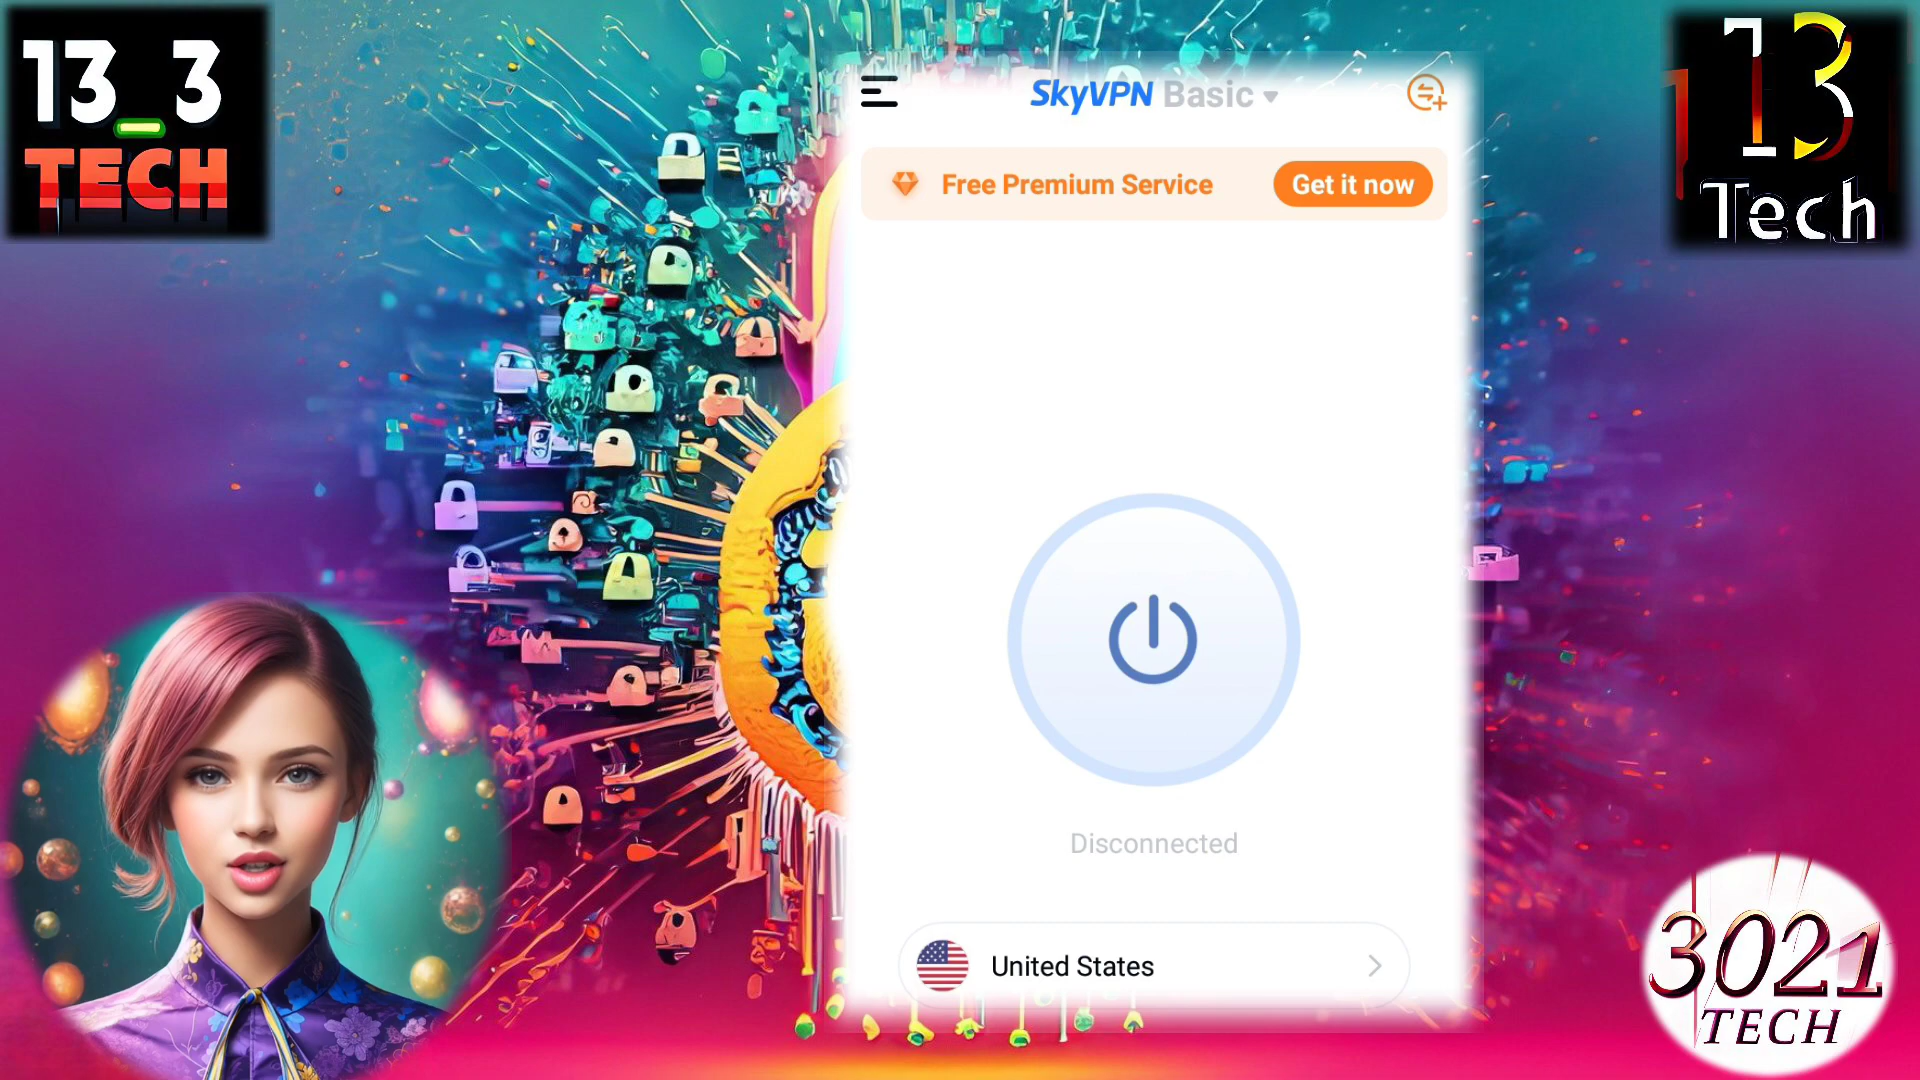 13_3
TECH
SkyVPN Basic
Free Premium Service
Get it now
Disconnected
United States
13
Tech
3021
TECH